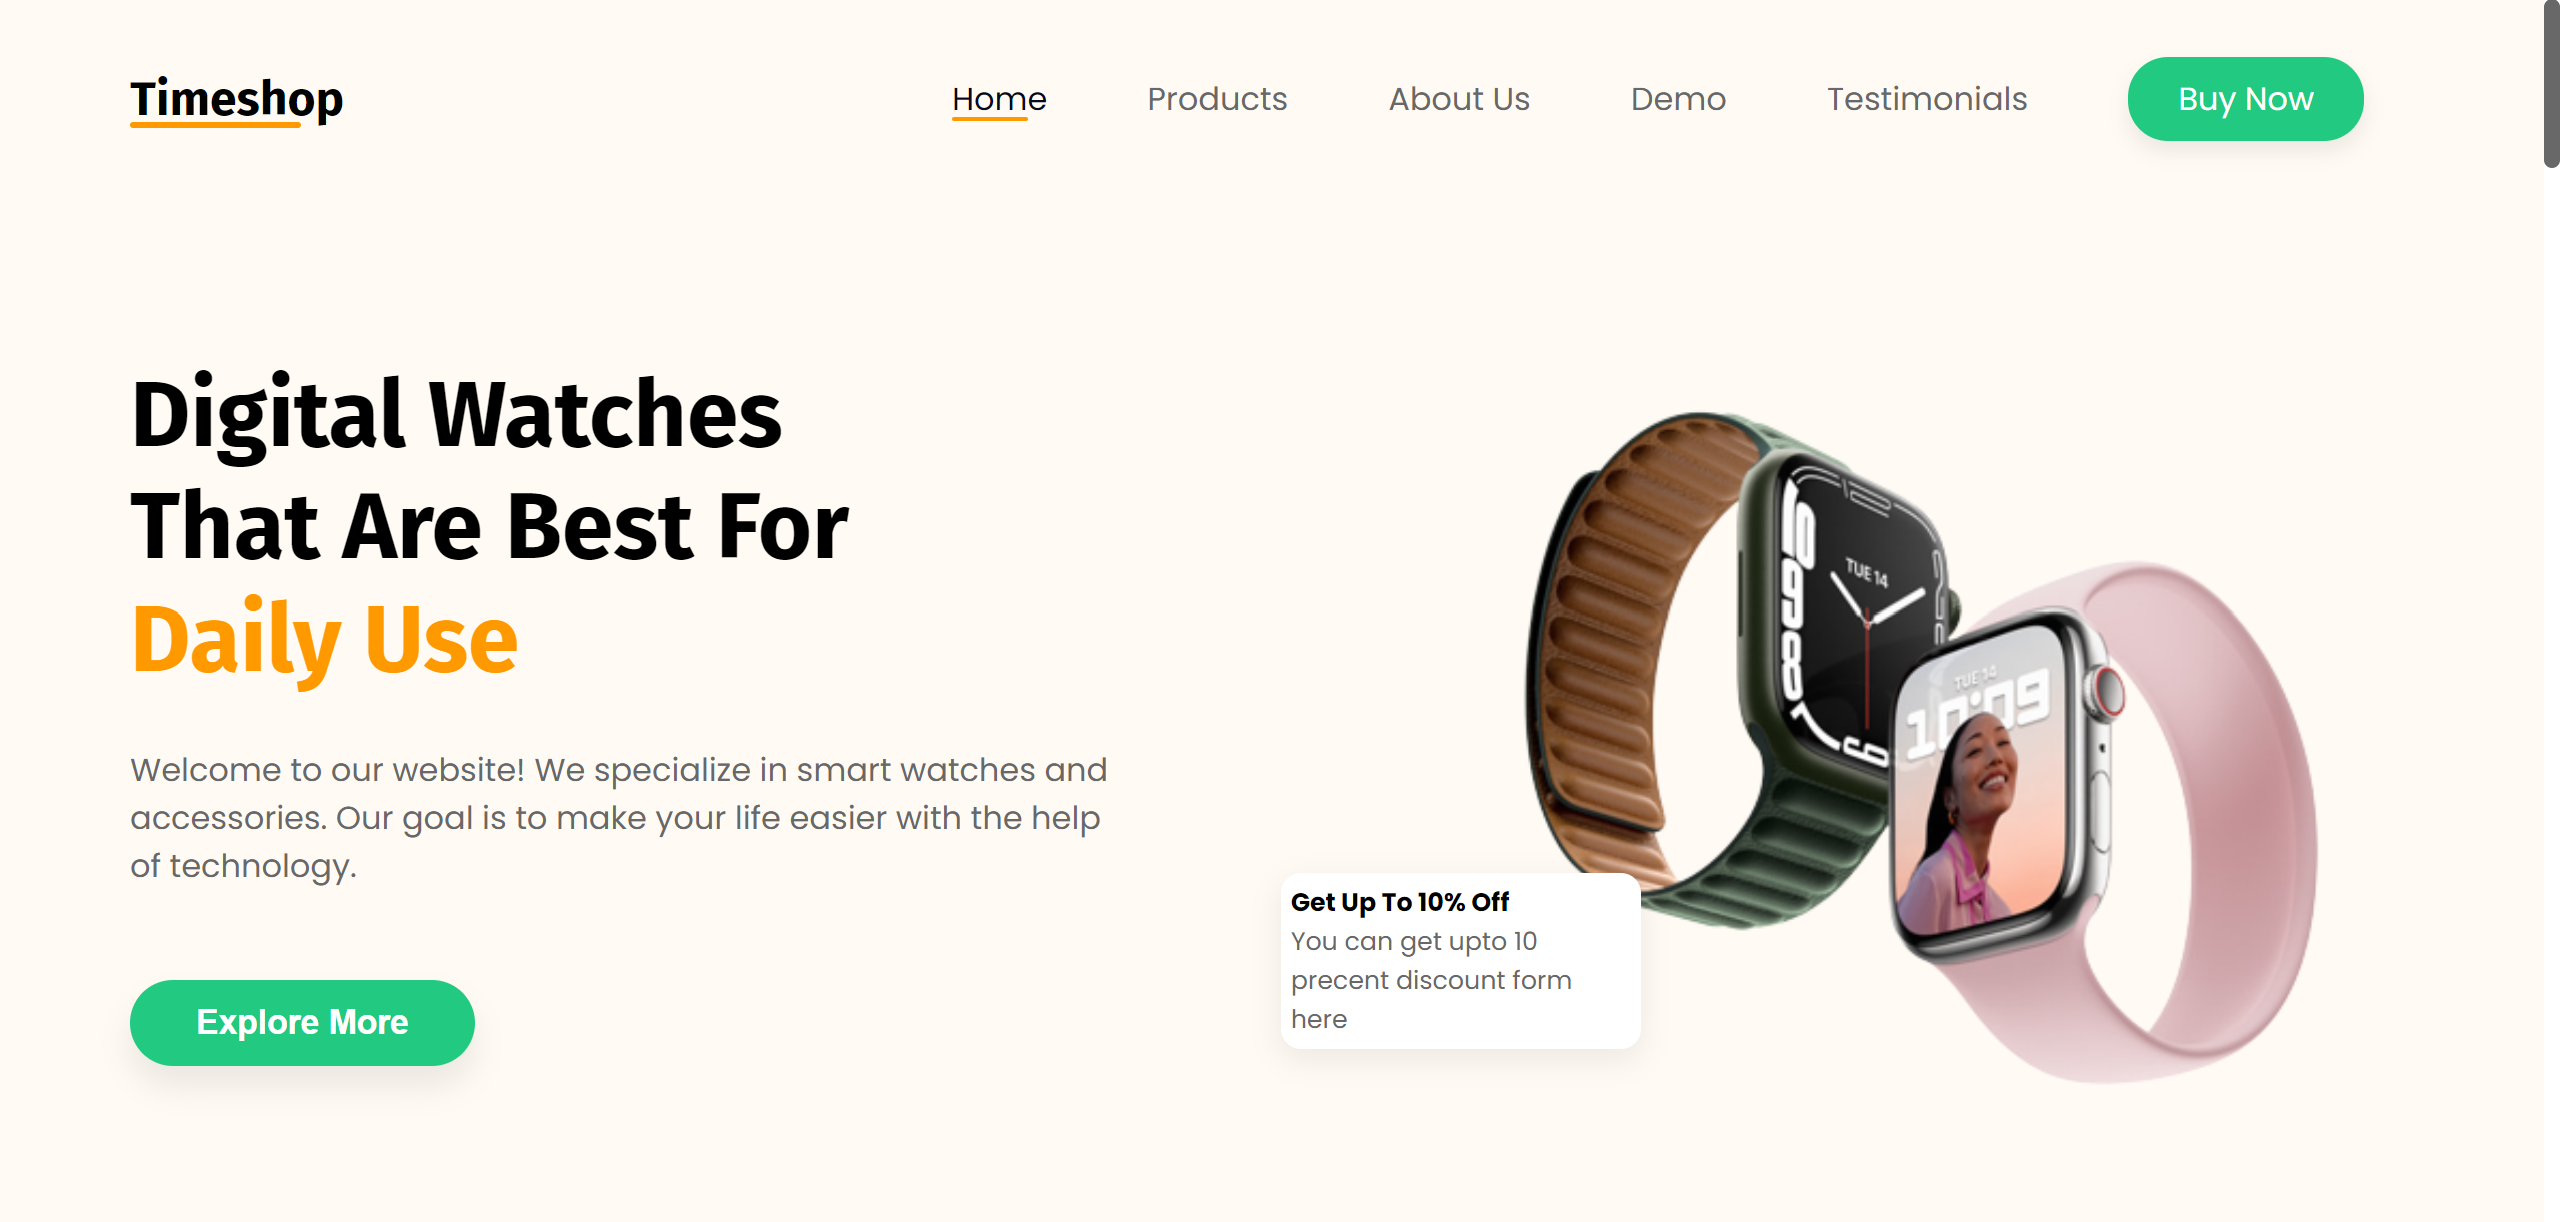 Timeshop
Home
Products
About Us
Demo
Testimonials
Buy Now
Digital Watches
That Are Best For
Daily Use
Welcome to our website! We specialize in smart watches and
accessories. Our goal is to make your life easier with the help
of technology.
Explore More
TUE 14
TUE 14
10:09
Get Up To 10% Off
You can get upto 10
precent discount form
here